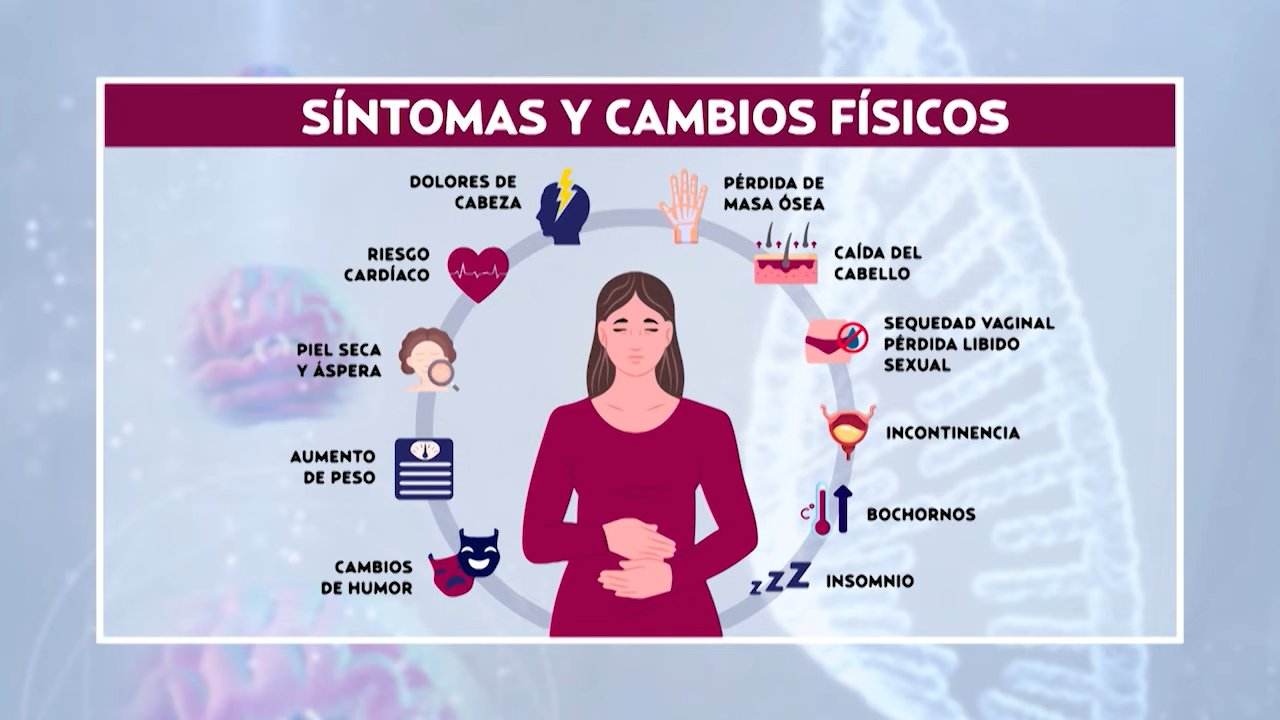 SÍNTOMAS Y CAMBIOS FÍSICOS
DOLORES DE
CABEZA
PÉRDIDA DE
MASA ÓSEA
RIESGO
CARDÍACO
CAÍDA DEL
CABELLO
PIEL SECA
Y ÁSPERA
SEQUEDAD VAGINAL
PÉRDIDA LIBIDO
SEXUAL
AUMENTO
DE PESO
INCONTINENCIA
C°
BOCHORNOS
CAMBIOS
DE HUMOR
zZZ
INSOMNIO